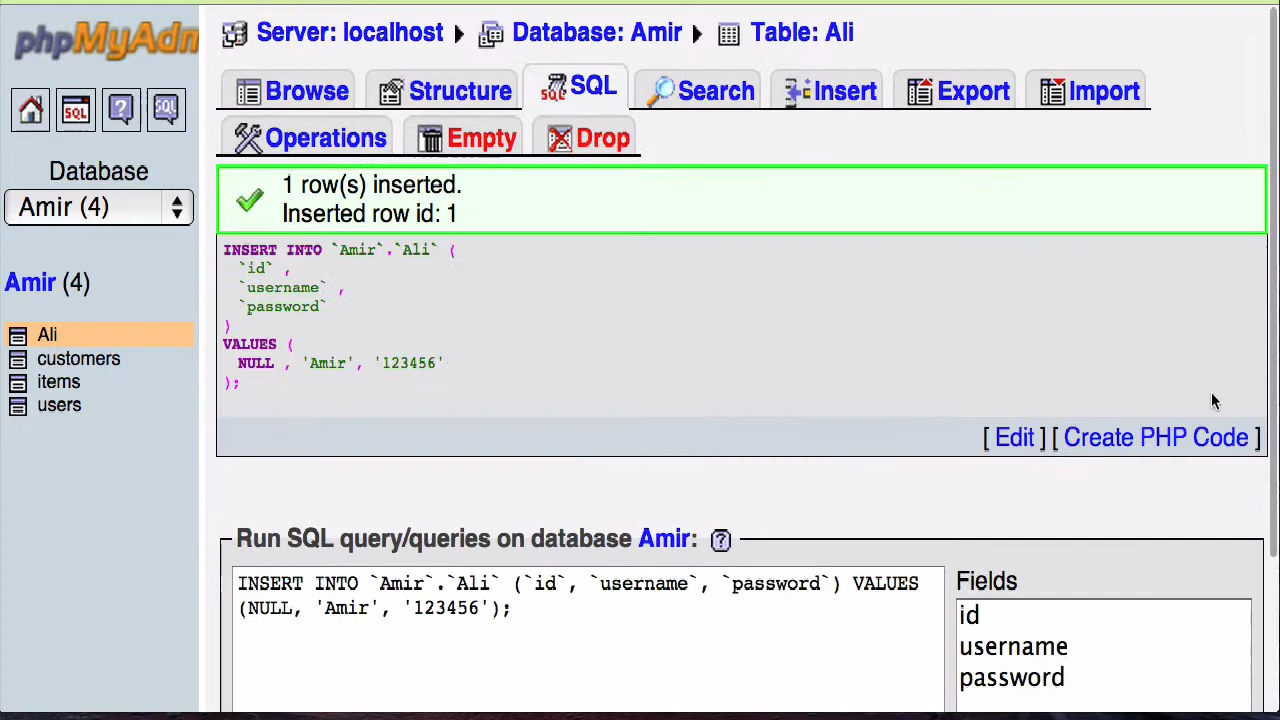 phpMyAdm
Server: localhost Database: Amir Table: Ali
Browse Structure SQL Search Insert Export Import
SQL ? SQL
Operations Empty Drop
Database
Amir (4)
Amir (4)
Ali
customers
items
users
1 row(s) inserted.
Inserted row id: 1
INSERT INTO `Amir`.`Ali` (
`id` ,
`username` ,
`password`
)
VALUES (
NULL , 'Amir', '123456'
);
[ Edit ] [ Create PHP Code ]
Run SQL query/queries on database Amir: ?
INSERT INTO `Amir`.`Ali` (`id`, `username`, `password`) VALUES
(NULL, 'Amir', '123456');
Fields
id
username
password